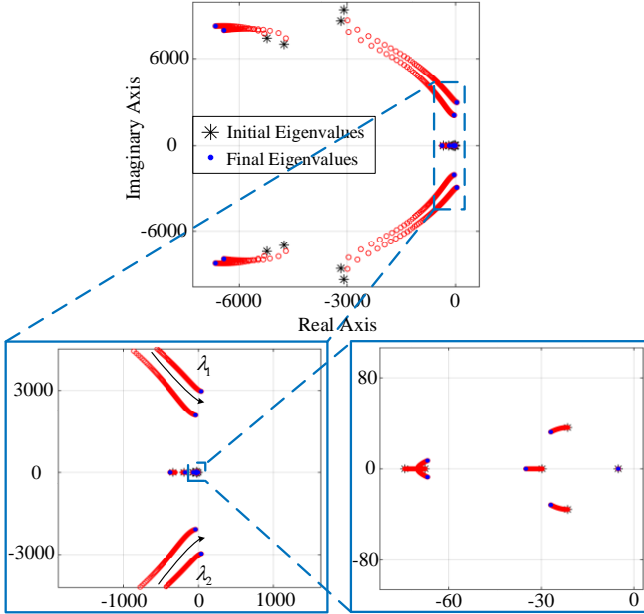 Imaginary Axis
6000
0
-6000
Initial Eigenvalues
Final Eigenvalues
-6000 -3000 0
Real Axis
3000
0
-3000
λ1
λ2
-1000 0 1000
80
0
-80
-60 -30 0